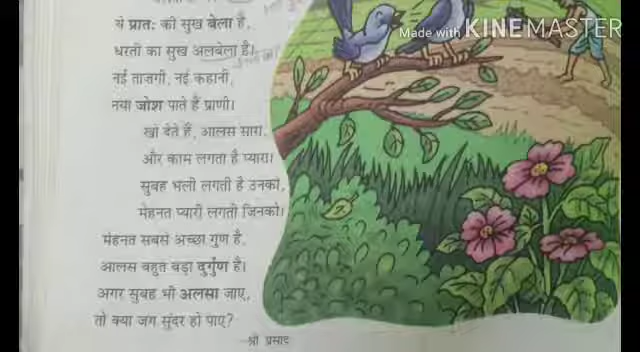 Made with KINEMASTER
ये प्रातः की सुख बेला है,
धरती का सुख अलबेला है।
नई ताज़गी, नई कहानी,
नया जोश पाते हैं प्राणी।
खो देते हैं, आलस सारा,
और काम लगता है प्यारा।
सुबह भली लगती है उनको,
मेहनत प्यारी लगती जिनको।
मेहनत सबसे अच्छा गुण है,
आलस बहुत बड़ा दुर्गुण है।
अगर सुबह भी अलसा जाए,
तो क्या जग सुंदर हो पाए?
—श्री प्रसाद